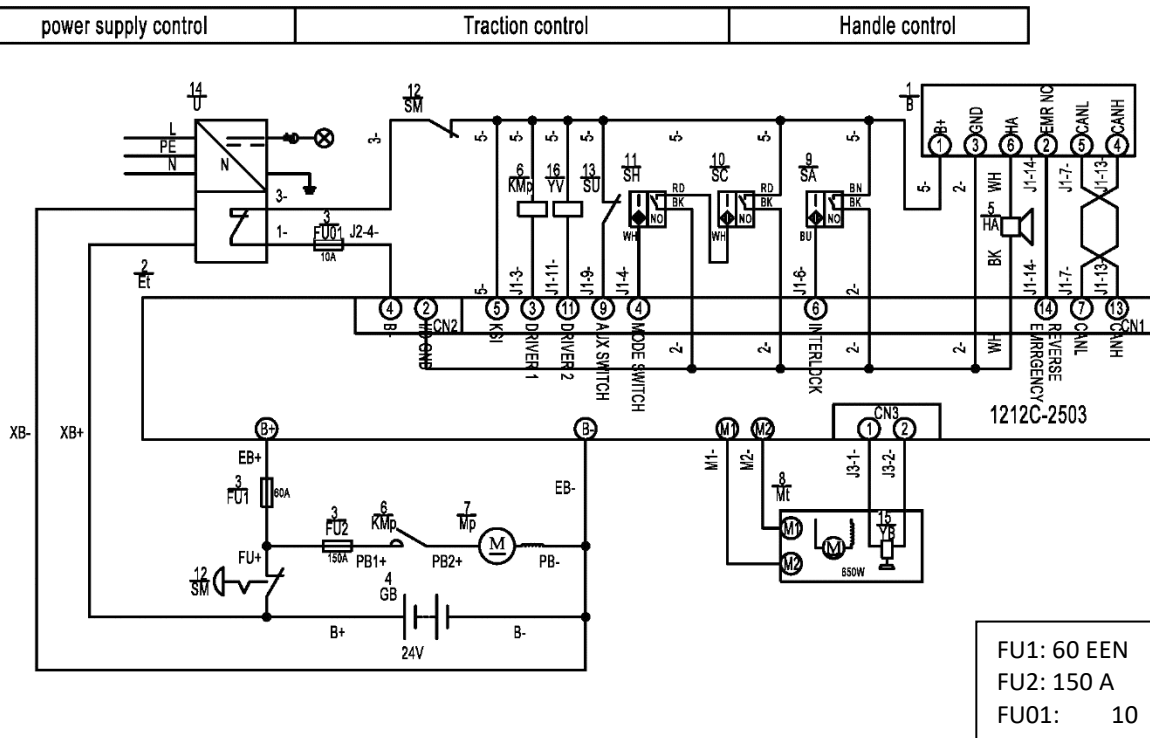 power supply control
Traction control
Handle control
14
U
L
PE
N
N
3-
1-
3
FU01
10A
J2-4-
3-
12
SM
5-
5-
5-
5-
5-
5-
5-
5-
6
KMp
16
YV
13
SU
11
SH
RD
BK
NO
WH
10
SC
RD
BK
NO
WH
9
SA
BN
BK
NO
BU
1
B
B+
GND
HA
EMR NO
CANL
CANH
1
3
6
2
5
4
2-
WH
J1-14-
J1-7-
J1-13-
5
HA
BK
J1-14-
J1-7-
J1-13-
2
Et
5-
J1-3-
J1-11-
J1-9-
J1-4-
J1-6-
2-
4
2
CN2
5
3
11
9
4
6
14
7
13
CN1
B-
I/O GND
KSI
DRIVER 1
DRIVER 2
AUX SWITCH
MODE SWITCH
INTERLOCK
REVERSE
EMRRGENCY
CANL
CANH
2-
2-
2-
2-
WH
1212C-2503
XB-
XB+
B+
B-
M1
M2
CN3
1
2
EB+
3
FU1
60A
EB-
M1-
M2-
J3-1-
J3-2-
3
FU2
150A
6
KMp
7
Mp
M
FU+
PB1+
PB2+
PB-
12
SM
4
GB
B+
B-
24V
8
Mt
M1
M2
M
650W
15
YB
FU1: 60 EEN
FU2: 150 A
FU01: 10